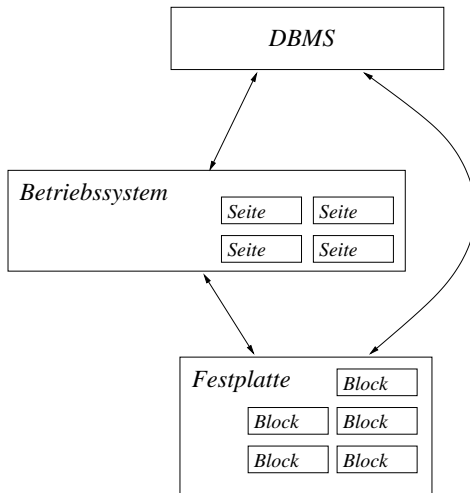 DBMS
Betriebssystem
Seite Seite
Seite Seite
Festplatte
Block
Block Block
Block Block